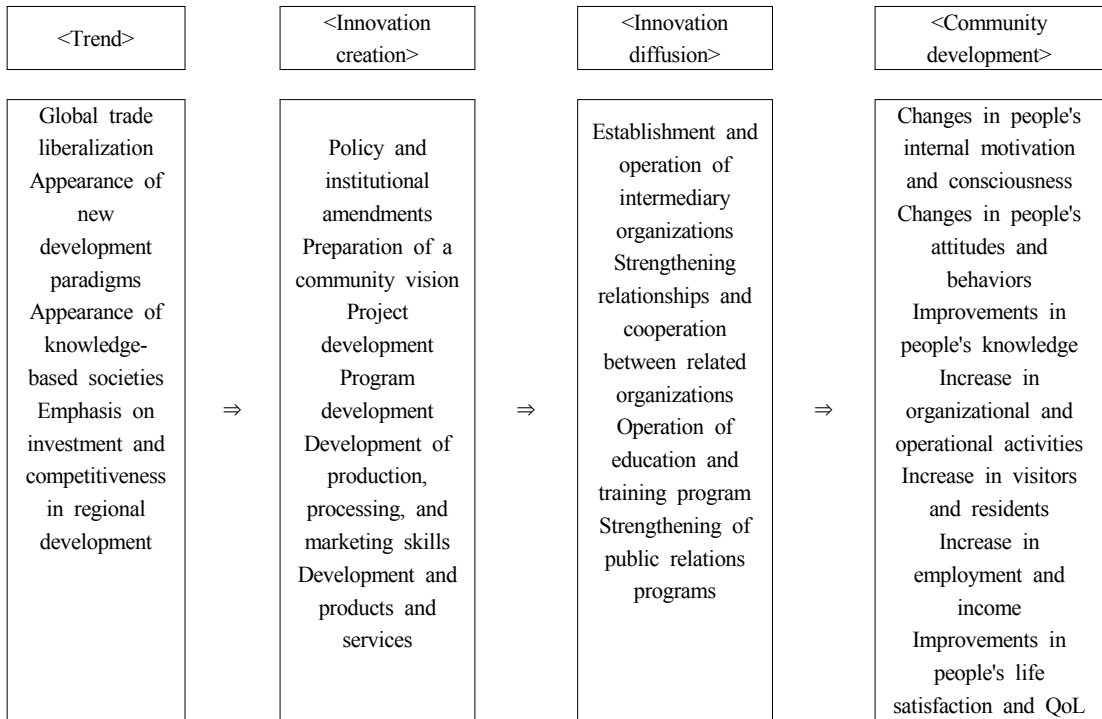 <Trend>
<Innovation
creation>
<Innovation
diffusion>
<Community
development>
Global trade
liberalization
Appearance of
new
development
paradigms
Appearance of
knowledge-
based societies
Emphasis on
investment and
competitiveness
in regional
development
⇒
Policy and
institutional
amendments
Preparation of a
community vision
Project
development
Program
development
Development of
production,
processing, and
marketing skills
Development and
products and
services
⇒
Establishment and
operation of
intermediary
organizations
Strengthening
relationships and
cooperation
between related
organizations
Operation of
education and
training program
Strengthening of
public relations
programs
⇒
Changes in people's
internal motivation
and consciousness
Changes in people's
attitudes and
behaviors
Improvements in
people's knowledge
Increase in
organizational and
operational activities
Increase in visitors
and residents
Increase in
employment and
income
Improvements in
people's life
satisfaction and QoL